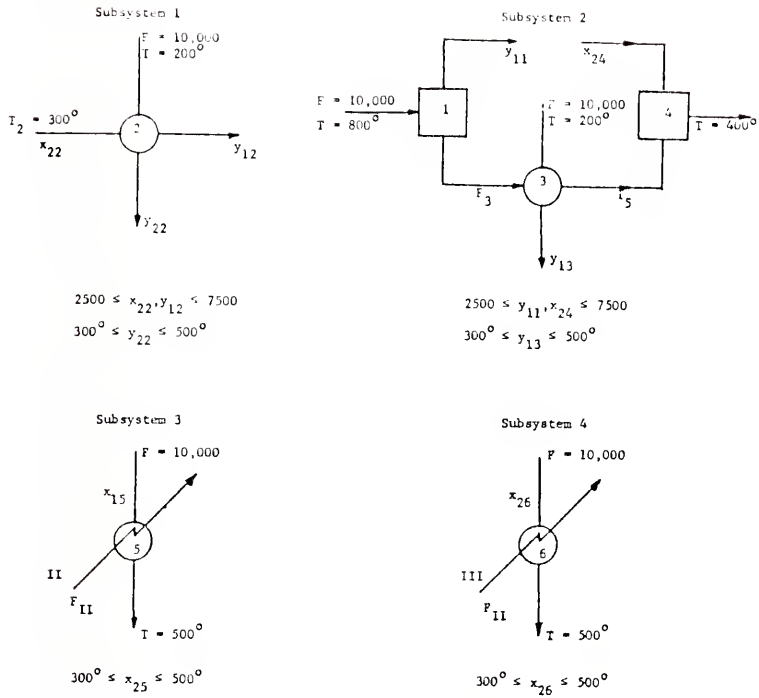 Subsystem 1
F = 10,000
T = 200°
T2 = 300°
x22
2
y12
y22
2500 ≤ x22,y12 ≤ 7500
300° ≤ y22 ≤ 500°
Subsystem 2
y11
x24
F = 10,000
T = 800°
1
F = 10,000
T = 200°
4
T = 400°
F3
3
y13
2500 ≤ y11,x24 ≤ 7500
300° ≤ y13 ≤ 500°
Subsystem 3
F = 10,000
x15
5
II
FII
T = 500°
300° ≤ x25 ≤ 500°
Subsystem 4
F = 10,000
x26
6
III
FII
T = 500°
300° ≤ x26 ≤ 500°